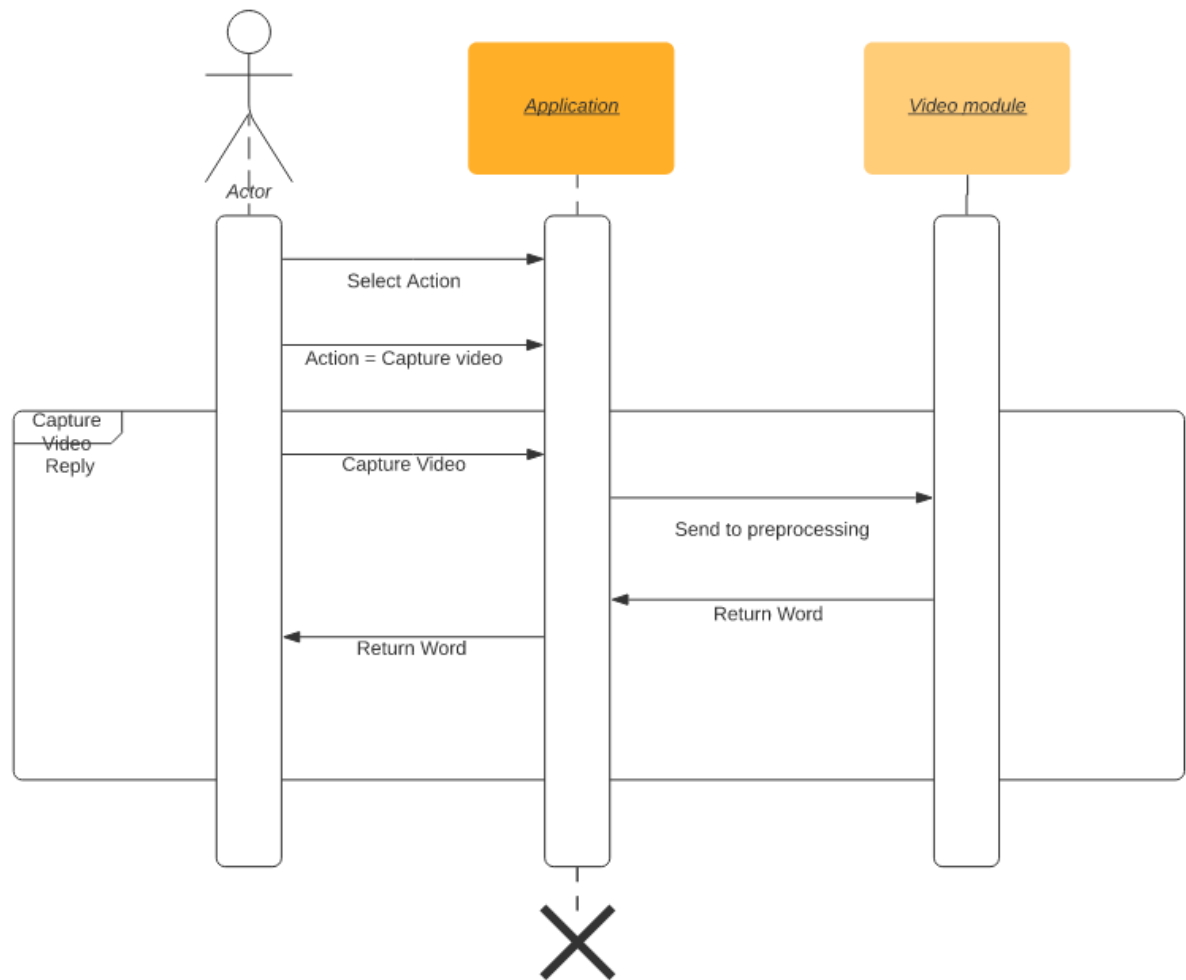 Application
Video module
Actor
Select Action
Action = Capture video
Capture
Video
Reply
Capture Video
Send to preprocessing
Return Word
Return Word